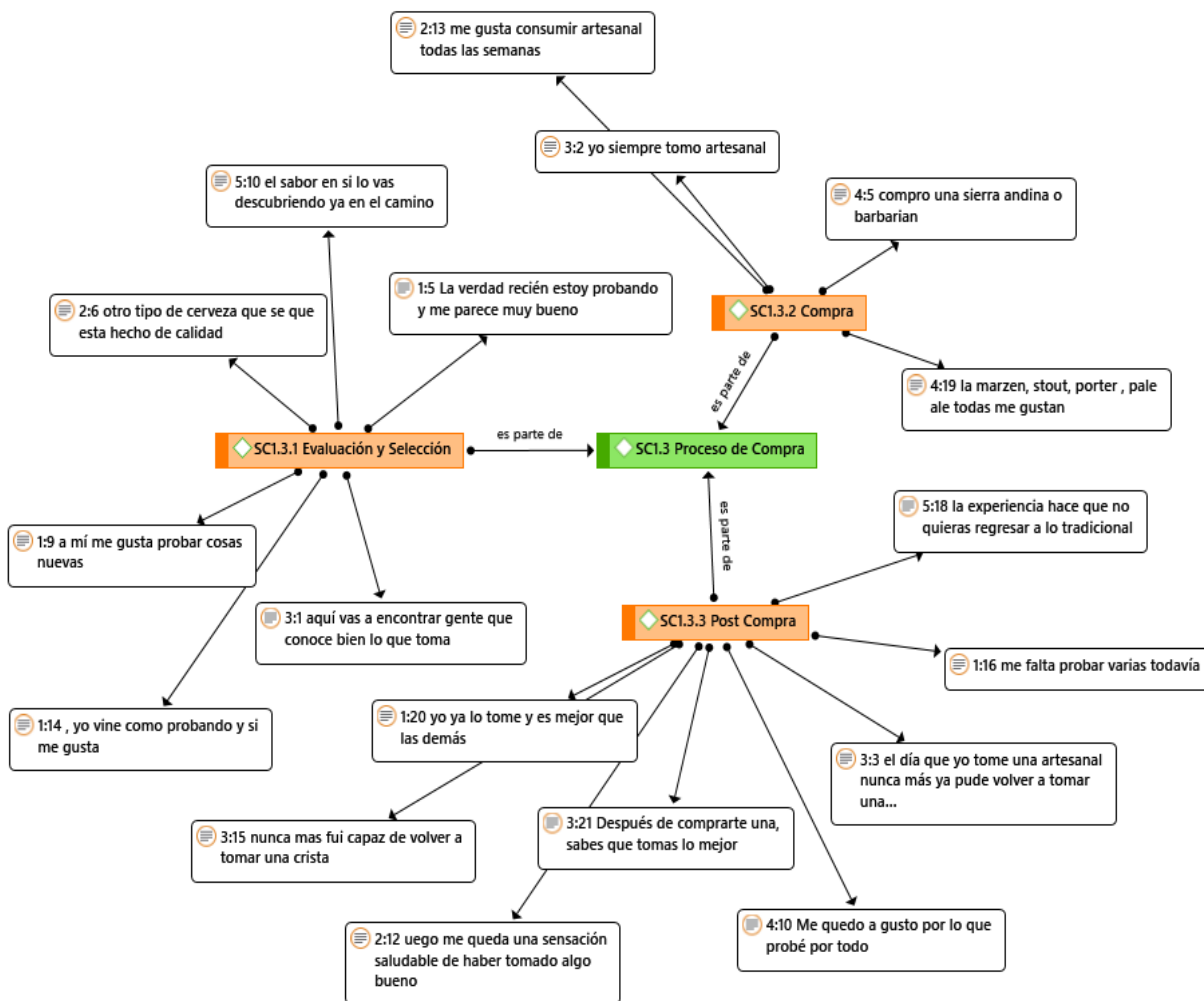 2:13 me gusta consumir artesanal
todas las semanas
3:2 yo siempre tomo artesanal
5:10 el sabor en si lo vas
descubriendo ya en el camino
4:5 compro una sierra andina o
barbarian
2:6 otro tipo de cerveza que se que
esta hecho de calidad
1:5 La verdad recién estoy probando
y me parece muy bueno
SC1.3.2 Compra
es parte de
4:19 la marzen, stout, porter , pale
ale todas me gustan
SC1.3.1 Evaluación y Selección
es parte de
SC1.3 Proceso de Compra
es parte de
5:18 la experiencia hace que no
quieras regresar a lo tradicional
1:9 a mí me gusta probar cosas
nuevas
3:1 aquí vas a encontrar gente que
conoce bien lo que toma
SC1.3.3 Post Compra
1:16 me falta probar varias todavía
1:14 , yo vine como probando y si
me gusta
1:20 yo ya lo tome y es mejor que
las demás
3:3 el día que yo tome una artesanal
nunca más ya pude volver a tomar
una...
3:15 nunca mas fui capaz de volver a
tomar una crista
3:21 Después de comprarte una,
sabes que tomas lo mejor
2:12 uego me queda una sensación
saludable de haber tomado algo
bueno
4:10 Me quedo a gusto por lo que
probé por todo